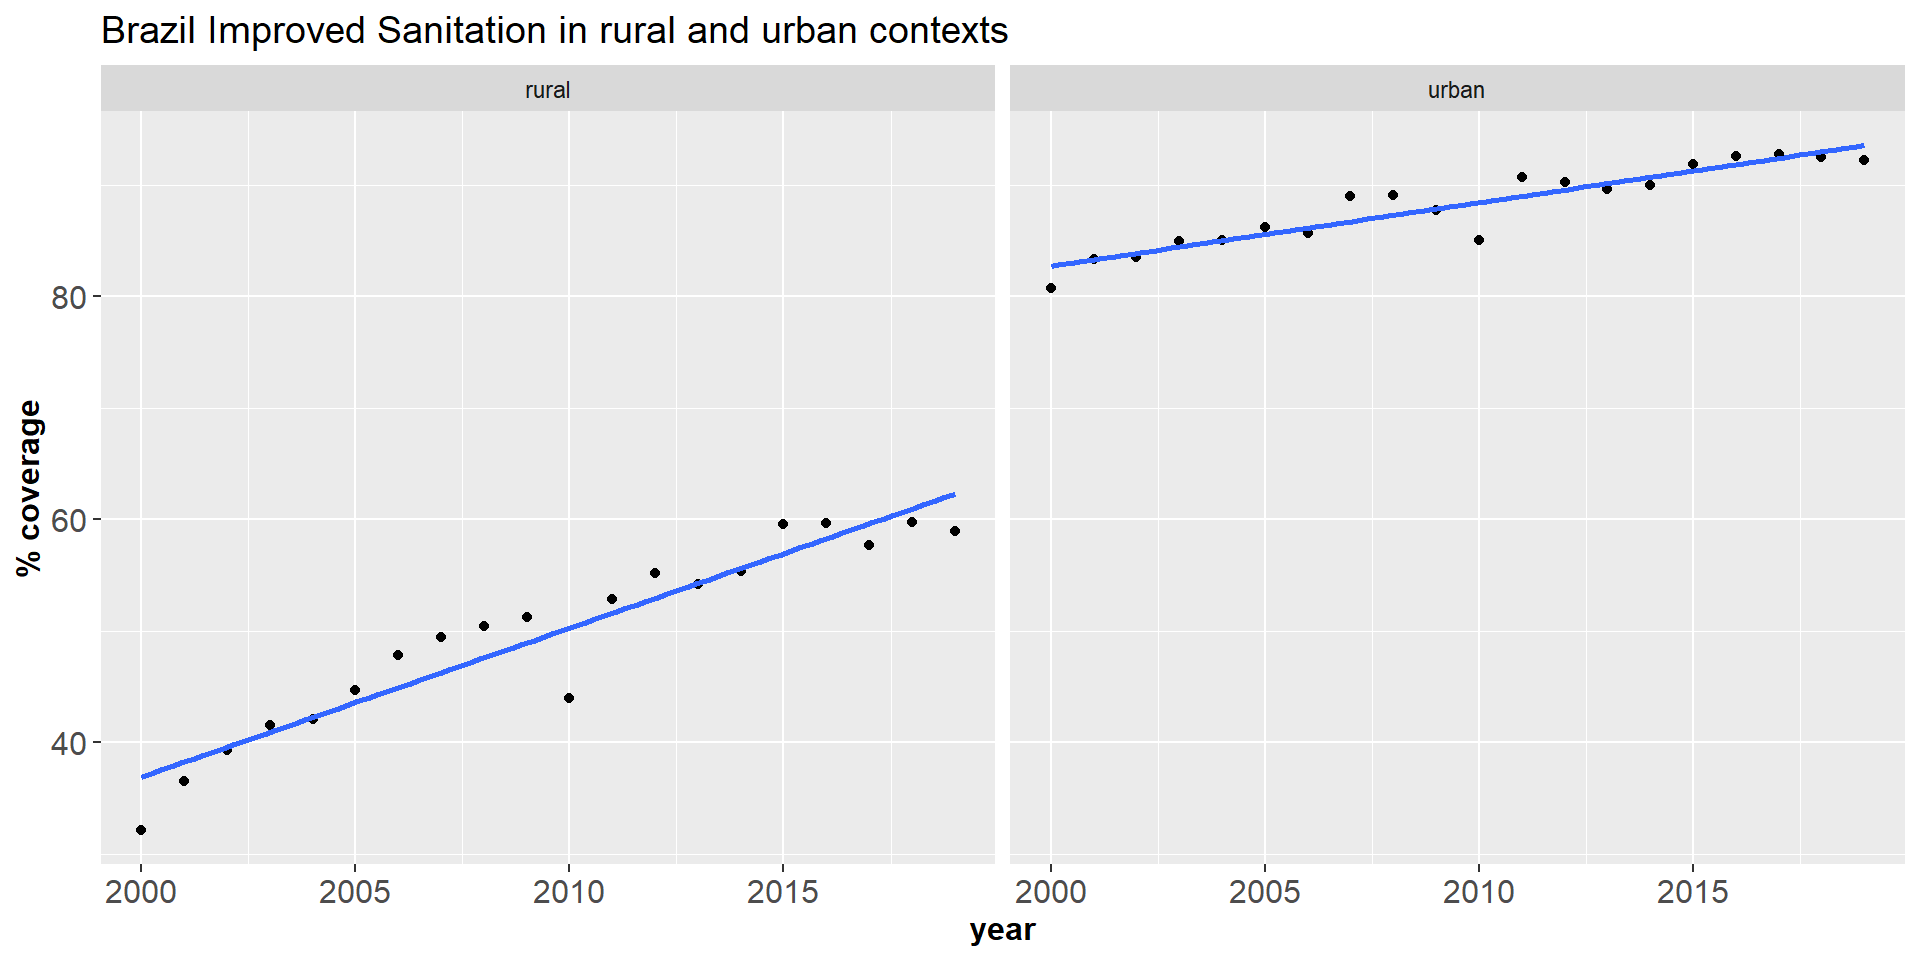 Brazil Improved Sanitation in rural and urban contexts
rural
urban
% coverage
80
60
40
2000 2005 2010 2015
2000 2005 2010 2015
year